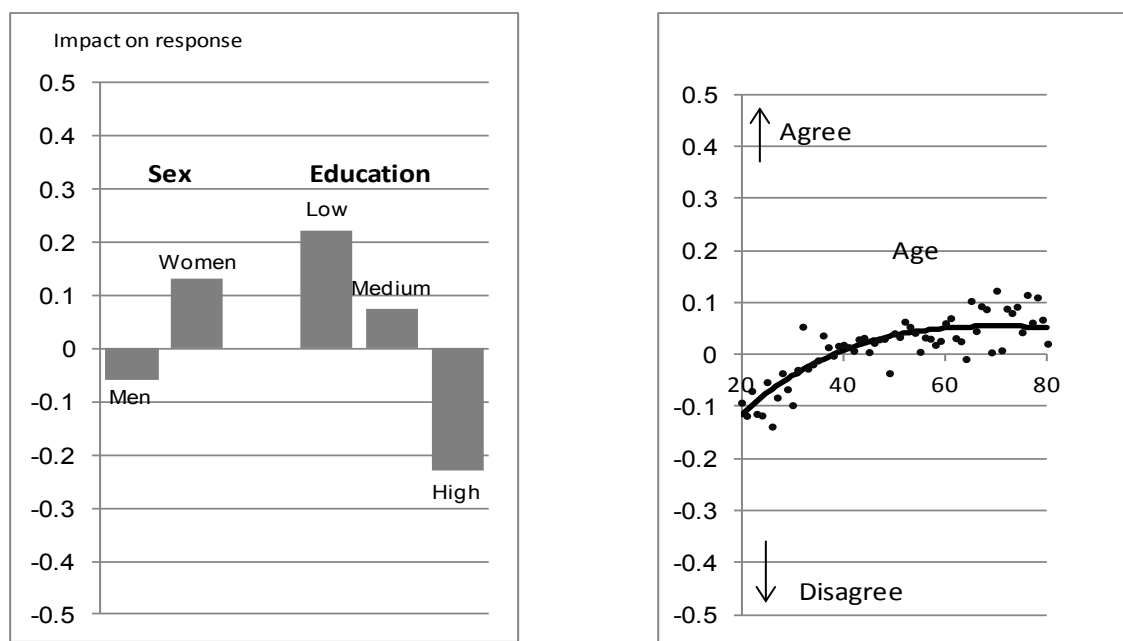 Impact on response
0.5
0.4
0.3
0.2
0.1
0
-0.1
-0.2
-0.3
-0.4
-0.5
Sex Education
Low
Women
Medium
Men
High
0.5
0.4
0.3
0.2
0.1
0
-0.1
-0.2
-0.3
-0.4
-0.5
Agree
Age
20 40 60 80
Disagree